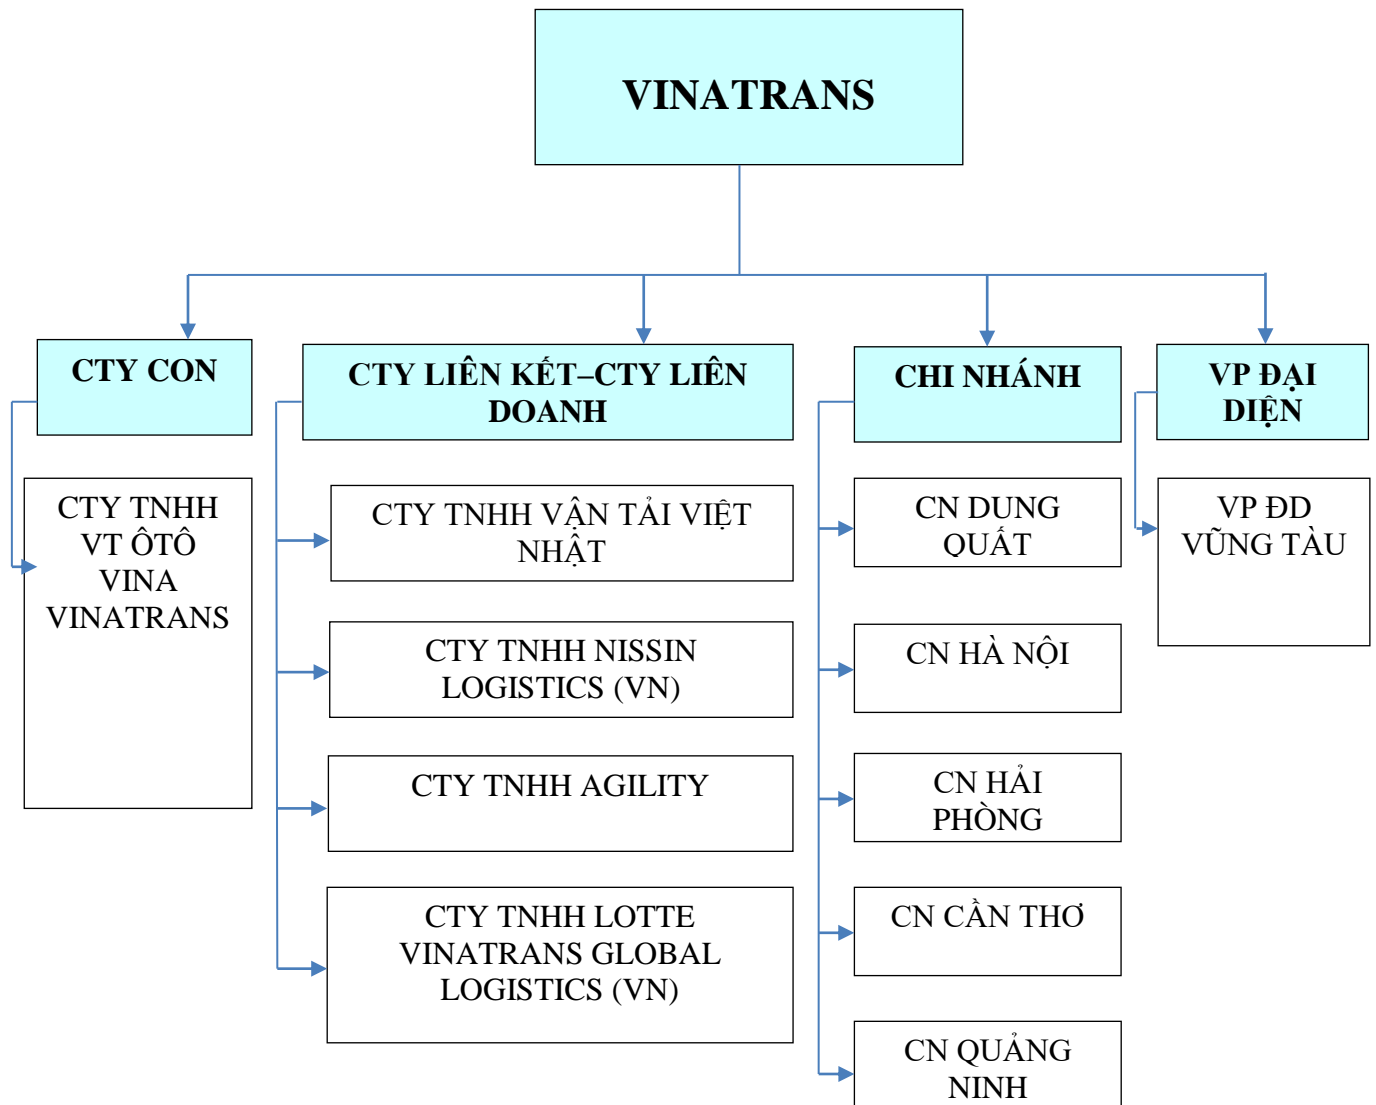 VINATRANS
CTY CON
CTY LIÊN KẾT–CTY LIÊN
DOANH
CHI NHÁNH
VP ĐẠI
DIỆN
CTY TNHH
VT ÔTÔ
VINA
VINATRANS
CTY TNHH VẬN TẢI VIỆT
NHẬT
CTY TNHH NISSIN
LOGISTICS (VN)
CTY TNHH AGILITY
CTY TNHH LOTTE
VINATRANS GLOBAL
LOGISTICS (VN)
CN DUNG
QUẤT
CN HÀ NỘI
CN HẢI
PHÒNG
CN CẦN THƠ
CN QUẢNG
NINH
VP ĐD
VŨNG TÀU